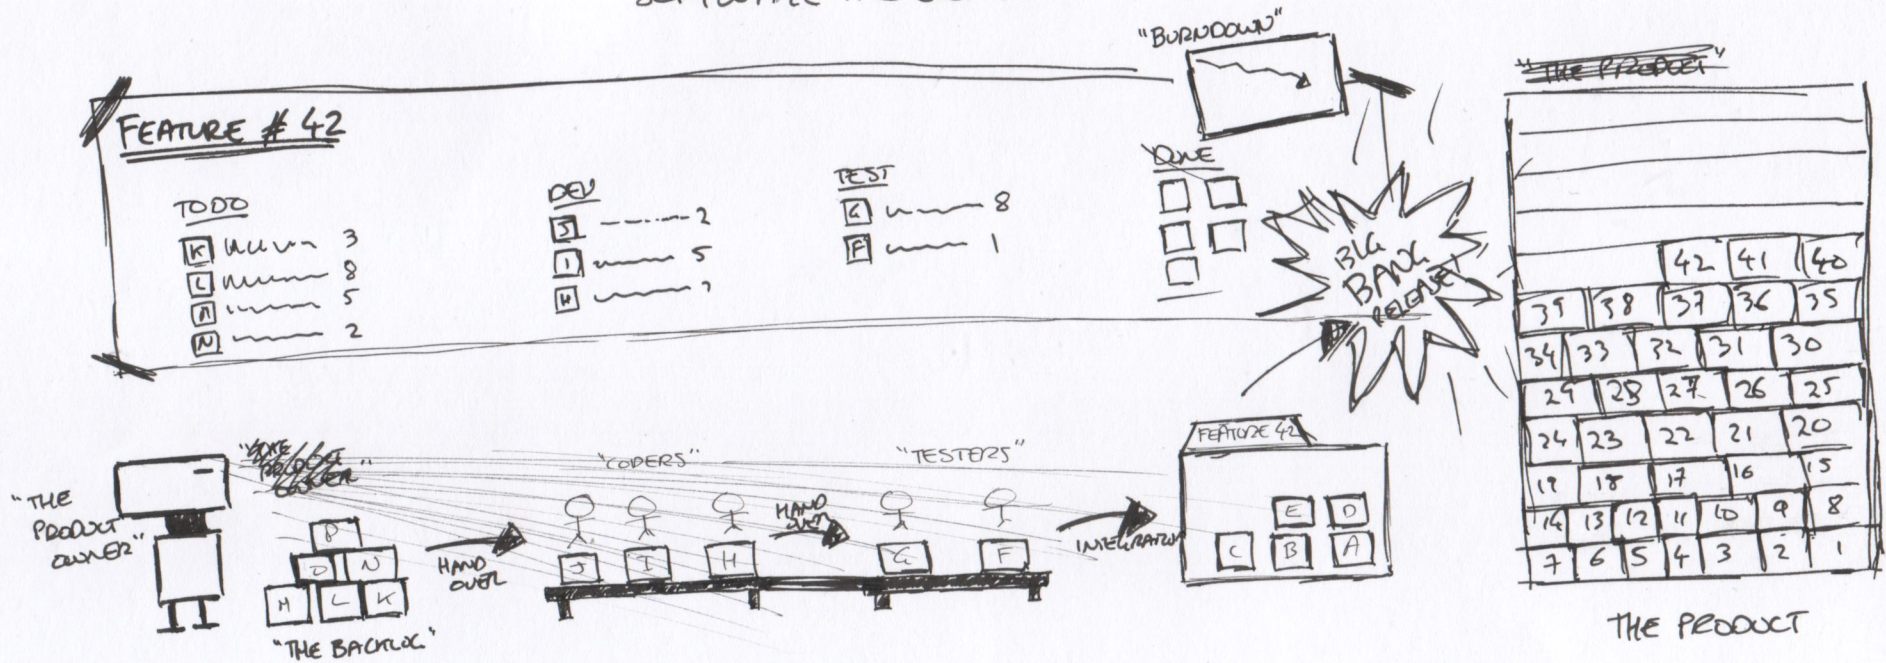 "BURNDOWN"
"THE PRODUCT"
FEATURE # 42
TODO
K 3
L 8
M 5
N 2
DEV
J 2
I 5
H ?
TEST
G 8
F 1
DONE
BIG
BANG
RELEASE!
42 41 40
39 38 37 36 35
34 33 32 31 30
29 28 27 26 25
24 23 22 21 20
19 18 17 16 15
14 13 12 11 10 9 8
7 6 5 4 3 2 1
THE PRODUCT
"THE
PRODUCT
OWNER"
P
O N
M L K
"THE BACKLOG"
HAND
OVER
"CODERS"
J I H
HAND
OVER
"TESTERS"
G F
INTEGRATION
FEATURE 42
E D
C B A